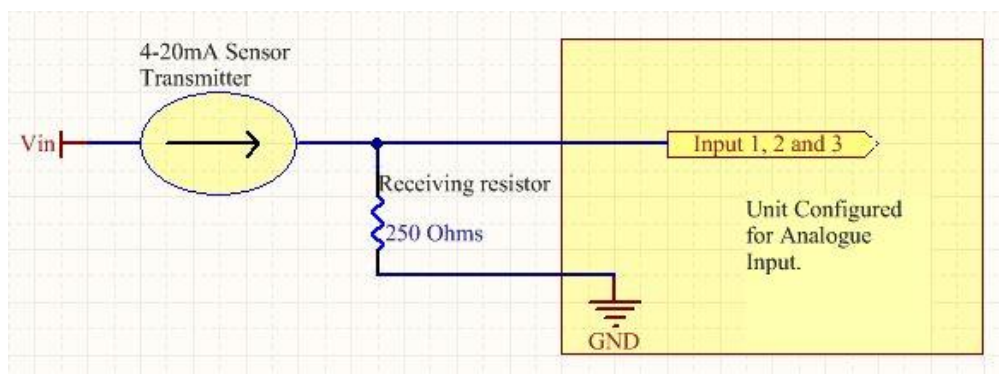 4-20mA Sensor
Transmitter
Vin
Input 1, 2 and 3
Receiving resistor
250 Ohms
Unit Configured
for Analogue
Input.
GND